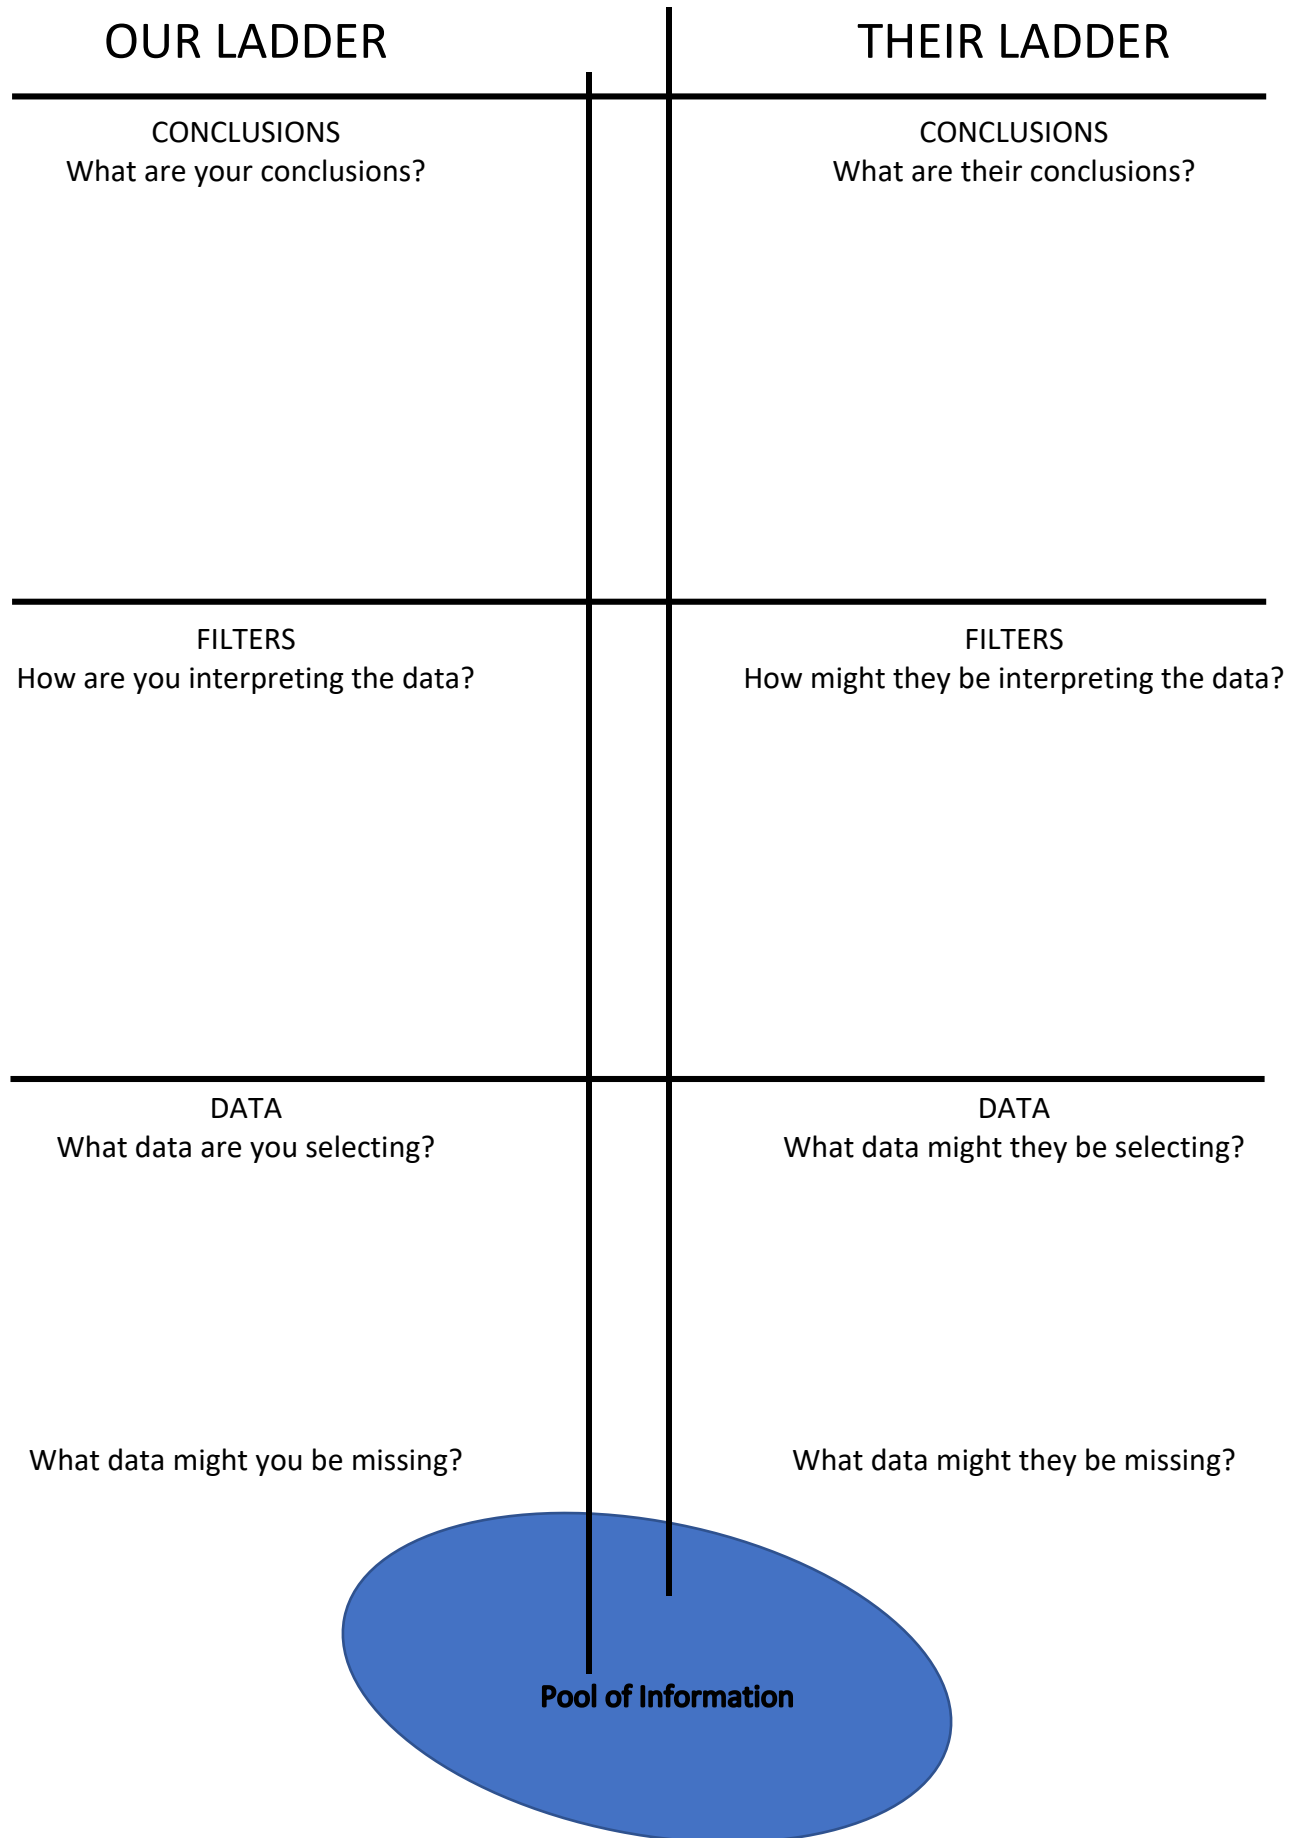 OUR LADDER
THEIR LADDER
CONCLUSIONS
What are your conclusions?
CONCLUSIONS
What are their conclusions?
FILTERS
How are you interpreting the data?
FILTERS
How might they be interpreting the data?
DATA
What data are you selecting?
DATA
What data might they be selecting?
What data might you be missing?
What data might they be missing?
Pool of Information